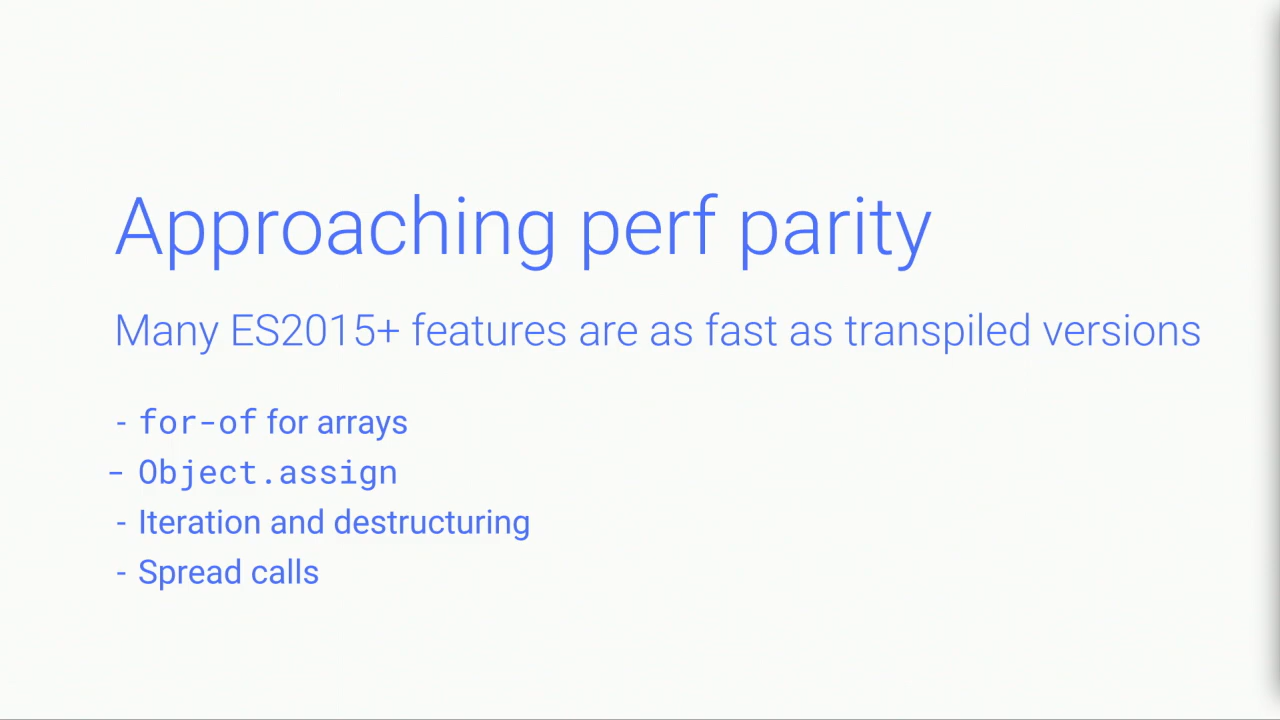 Approaching perf parity
Many ES2015+ features are as fast as transpiled versions
- for-of for arrays
- Object.assign
- Iteration and destructuring
- Spread calls